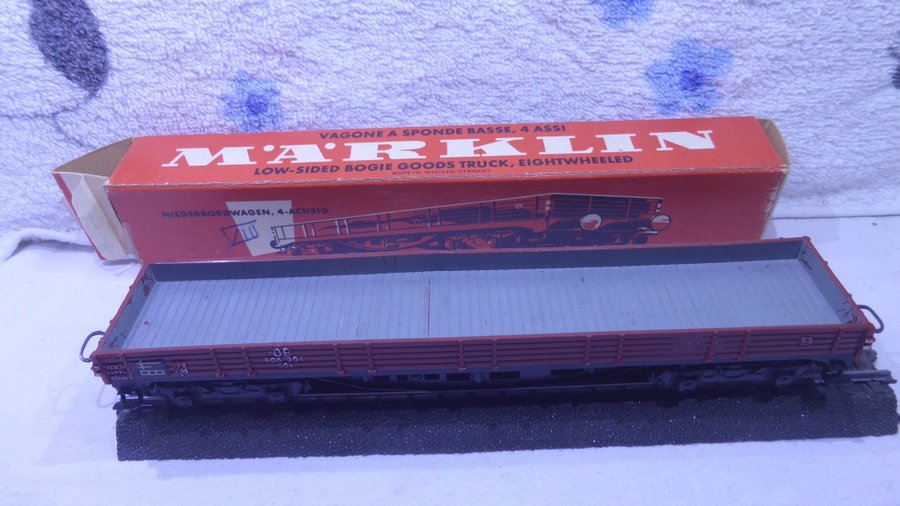 VAGONE A SPONDE BASSE, 4 ASSI
MÄRKLIN
LOW-SIDED BOGIE GOODS TRUCK, EIGHTWHEELED
MADE IN WESTERN GERMANY
NIEDERBORDWAGEN, 4-ACHSIG
001